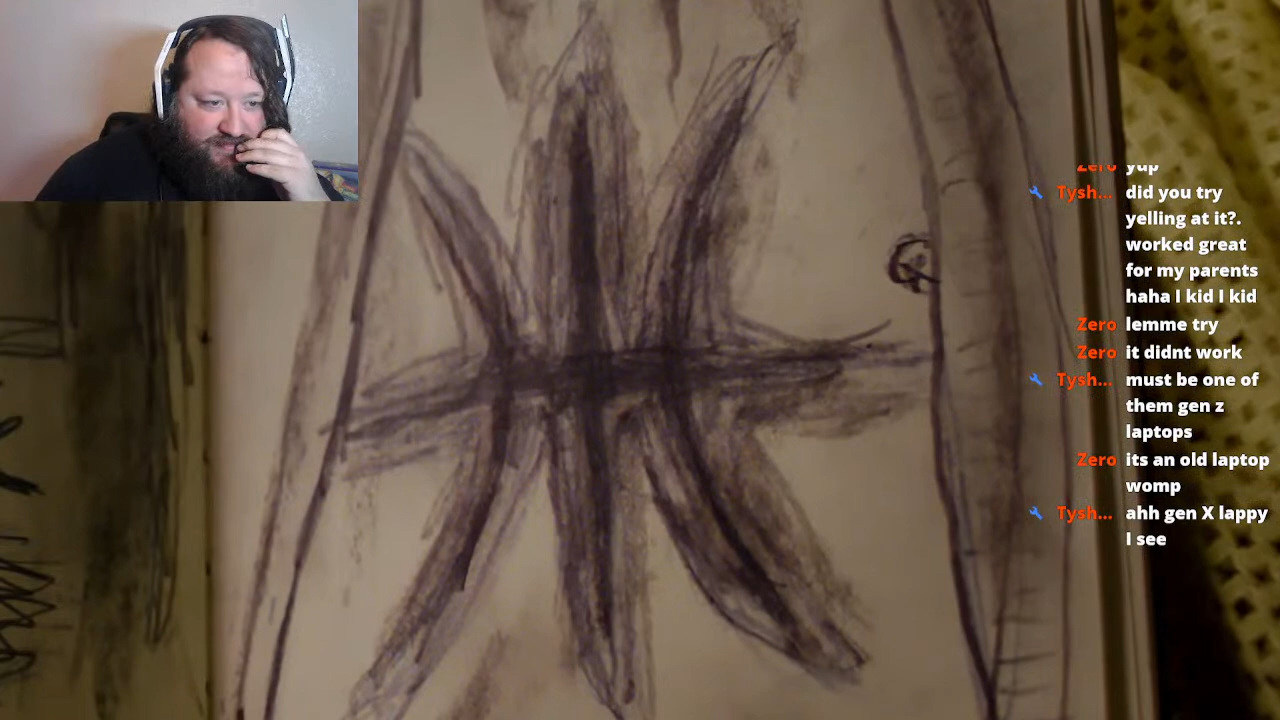 Zero yup
Tysh... did you try
yelling at it?.
worked great
for my parents
haha I kid I kid
Zero lemme try
Zero it didnt work
Tysh... must be one of
them gen z
laptops
Zero its an old laptop
womp
Tysh... ahh gen X lappy
I see